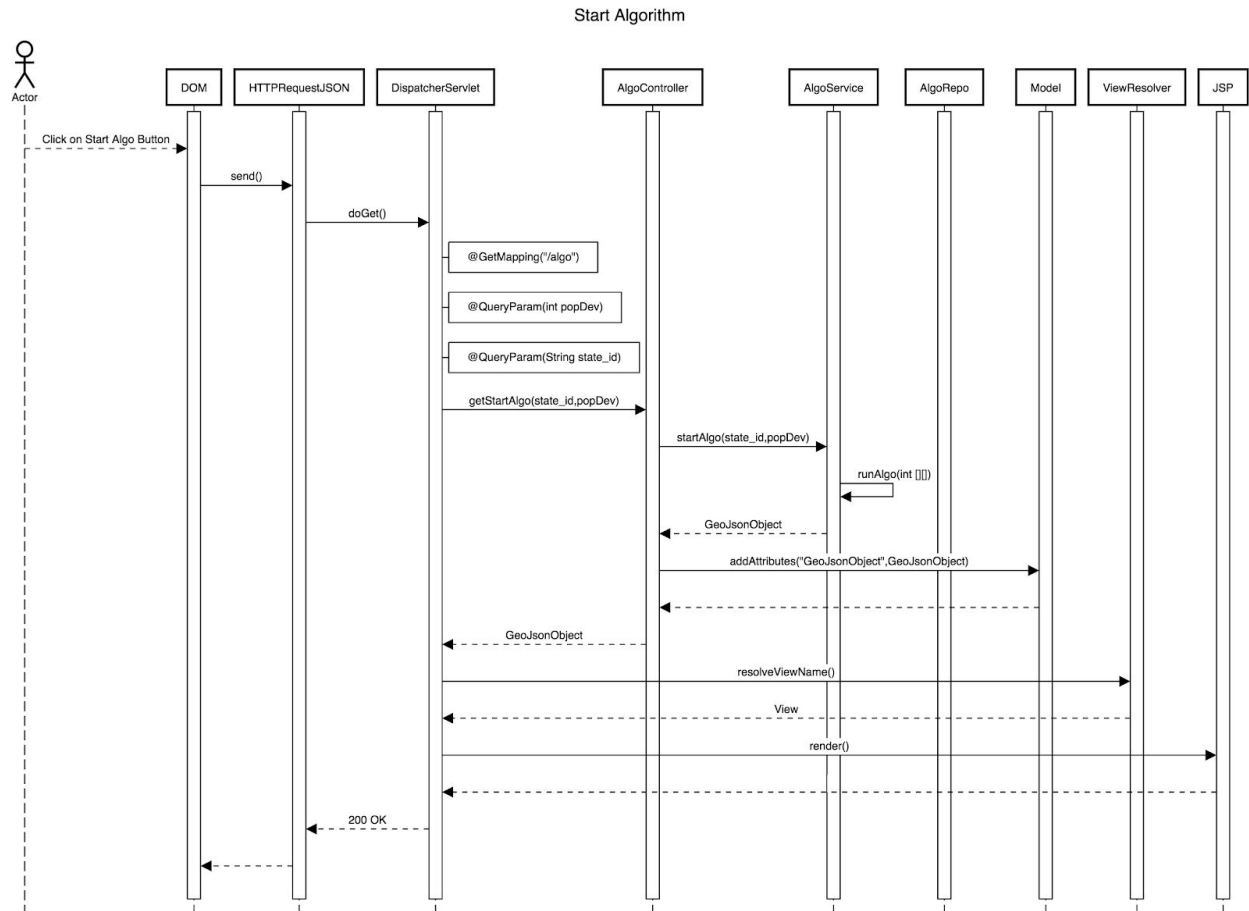 Start Algorithm
Actor
DOM
HTTPRequestJSON
DispatcherServlet
AlgoController
AlgoService
AlgoRepo
Model
ViewResolver
JSP
Click on Start Algo Button
send()
doGet()
@GetMapping("/algo")
@QueryParam(int popDev)
@QueryParam(String state_id)
getStartAlgo(state_id,popDev)
startAlgo(state_id,popDev)
runAlgo(int [][])
GeoJsonObject
addAttributes("GeoJsonObject",GeoJsonObject)
GeoJsonObject
resolveViewName()
View
render()
200 OK